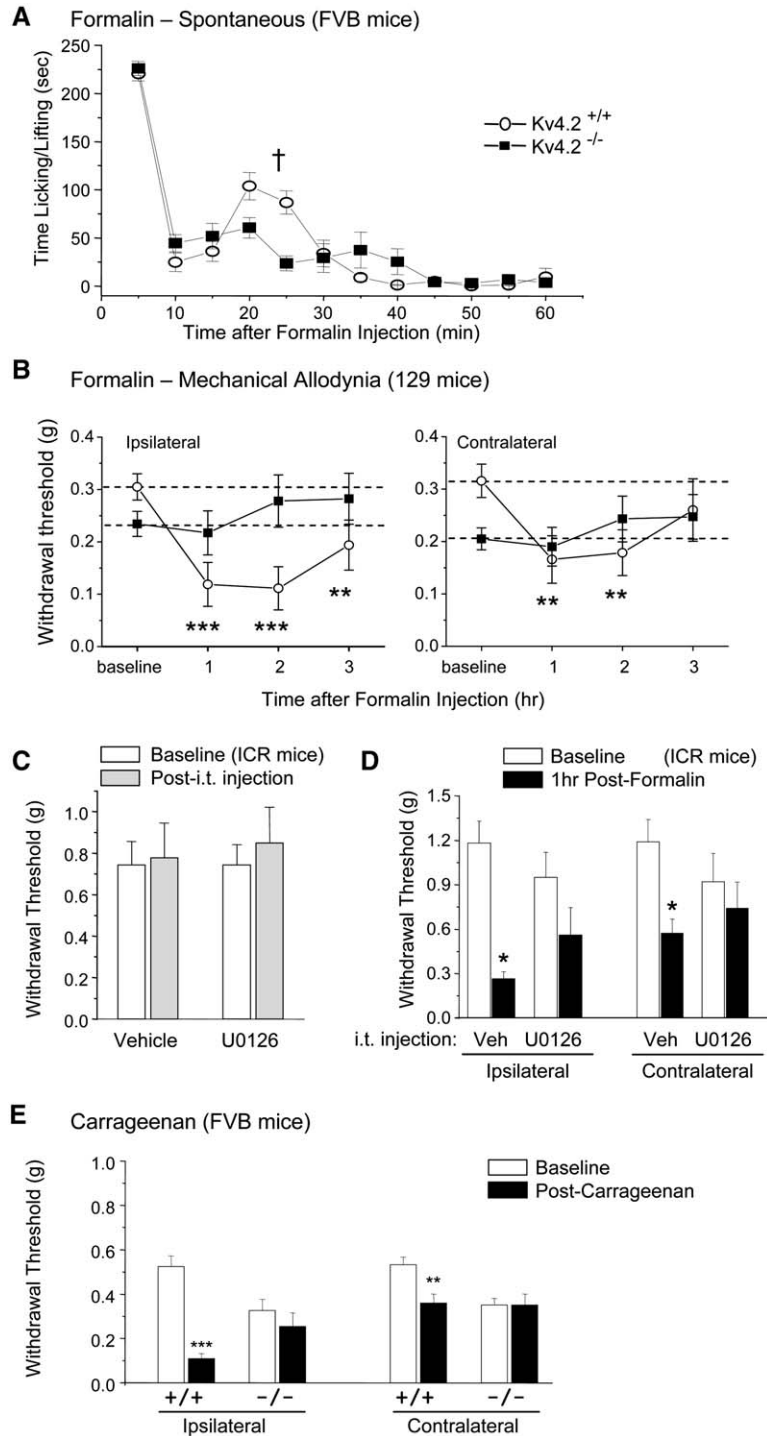 A Formalin – Spontaneous (FVB mice)
250
200
150
100
50
0
Time Licking/Lifting (sec)
†
Kv4.2 +/+
Kv4.2 -/-
10 20 30 40 50 60
Time after Formalin Injection (min)
B Formalin – Mechanical Allodynia (129 mice)
Withdrawal threshold (g)
0.4
0.3
0.2
0.1
0.0
Ipsilateral
*** *** **
baseline 1 2 3
0.4
0.3
0.2
0.1
0.0
Contralateral
** **
baseline 1 2 3
Time after Formalin Injection (hr)
C
Baseline (ICR mice)
Post-i.t. injection
Withdrawal Threshold (g)
1.0
0.8
0.6
0.4
0.2
0.0
Vehicle U0126
D
Baseline (ICR mice)
1hr Post-Formalin
Withdrawal Threshold (g)
1.5
1.2
0.9
0.6
0.3
0.0
* *
i.t. injection: Veh U0126 Veh U0126
Ipsilateral Contralateral
E Carrageenan (FVB mice)
Baseline
Post-Carrageenan
Withdrawal Threshold (g)
1.0
0.8
0.6
0.4
0.2
0.0
*** **
+/+ -/- +/+ -/-
Ipsilateral Contralateral